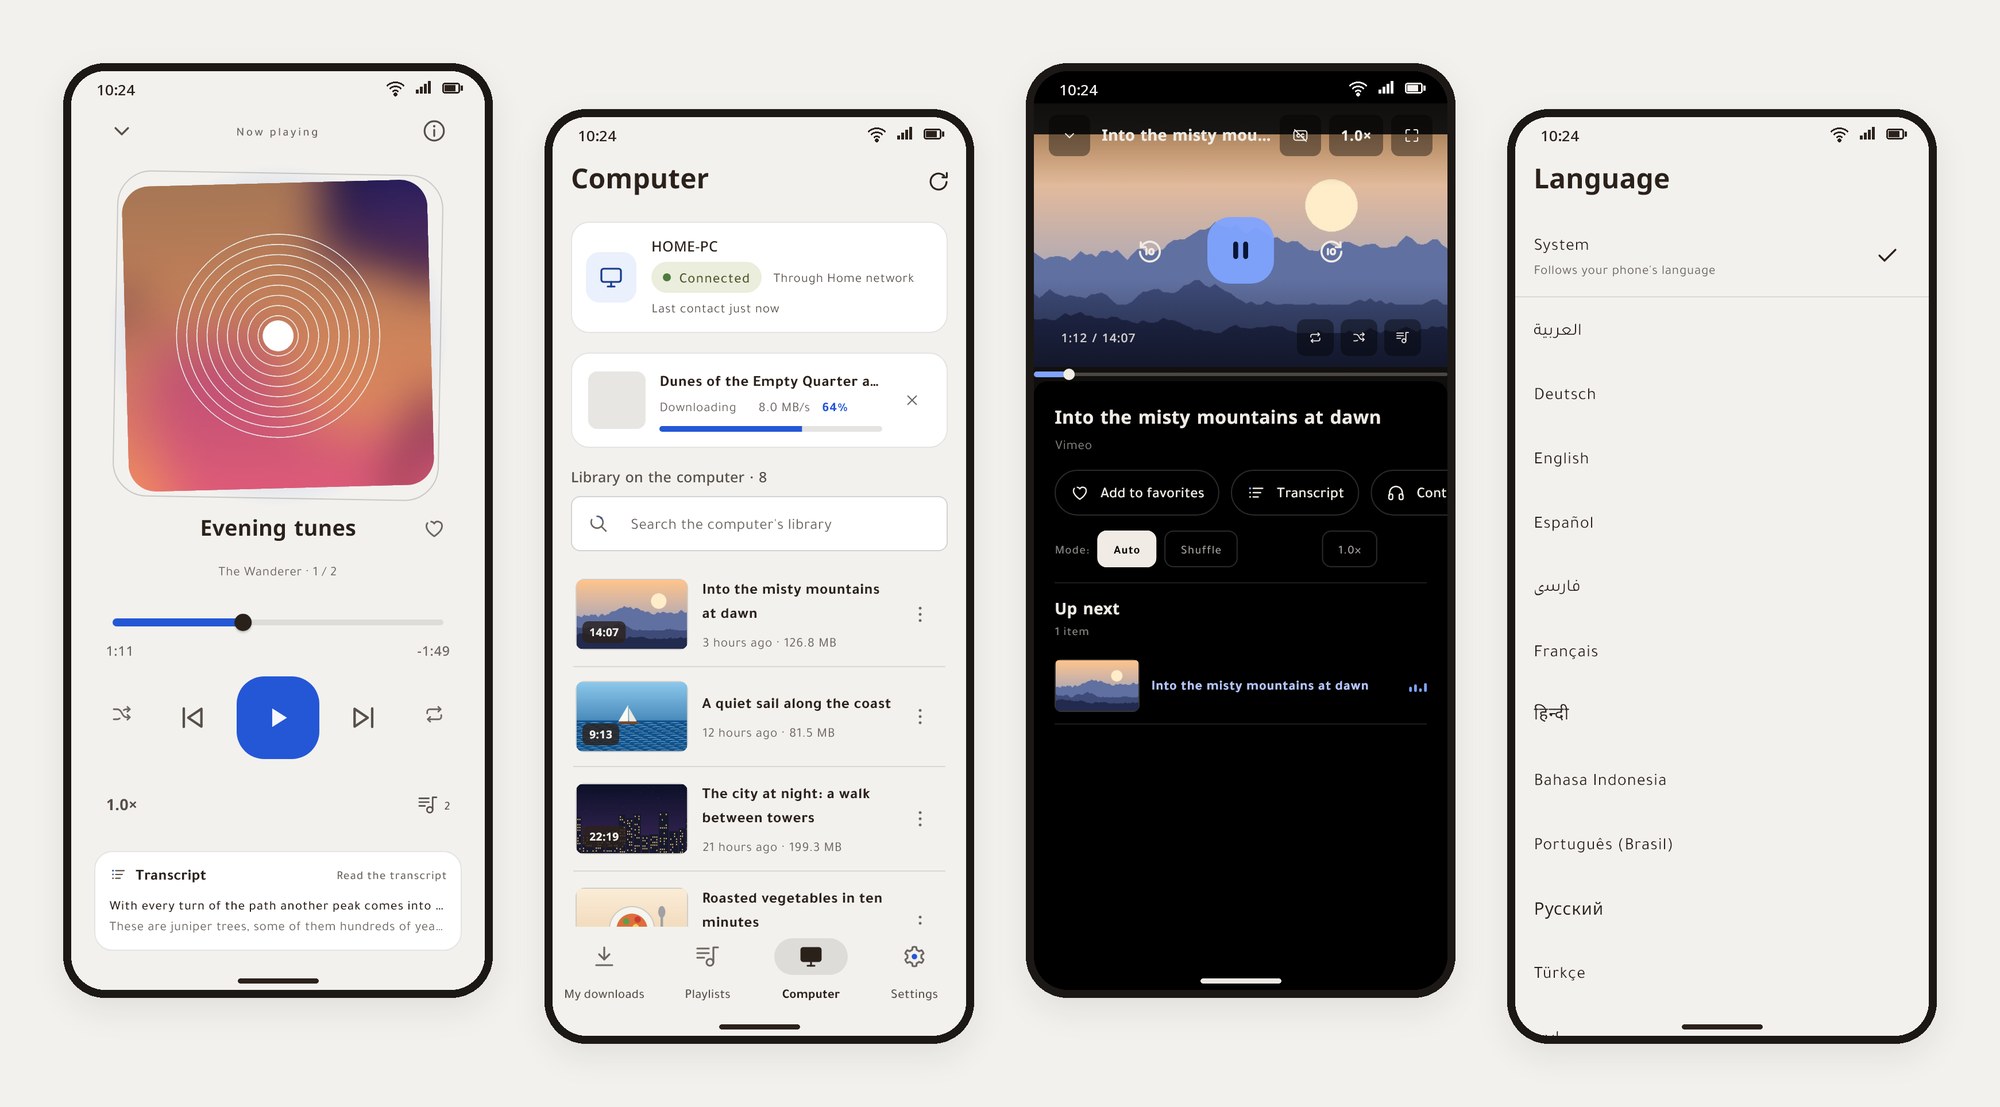 10:24
Now playing
Evening tunes
The Wanderer · 1 / 2
1:11
-1:49
1.0×
2
Transcript
Read the transcript
With every turn of the path another peak comes into ...
These are juniper trees, some of them hundreds of yea...
10:24
Computer
HOME-PC
Connected
Through Home network
Last contact just now
Dunes of the Empty Quarter a...
Downloading 8.0 MB/s 64%
Library on the computer · 8
Search the computer's library
Into the misty mountains
at dawn
14:07
3 hours ago · 126.8 MB
A quiet sail along the coast
9:13
12 hours ago · 81.5 MB
The city at night: a walk
between towers
22:19
21 hours ago · 199.3 MB
Roasted vegetables in ten
minutes
My downloads
Playlists
Computer
Settings
10:24
Into the misty mou...
1.0×
10
10
1:12 / 14:07
Into the misty mountains at dawn
Vimeo
Add to favorites
Transcript
Cont
Mode:
Auto
Shuffle
1.0×
Up next
1 item
Into the misty mountains at dawn
10:24
Language
System
Follows your phone's language
العربية
Deutsch
English
Español
فارسی
Français
हिन्दी
Bahasa Indonesia
Português (Brasil)
Русский
Türkçe